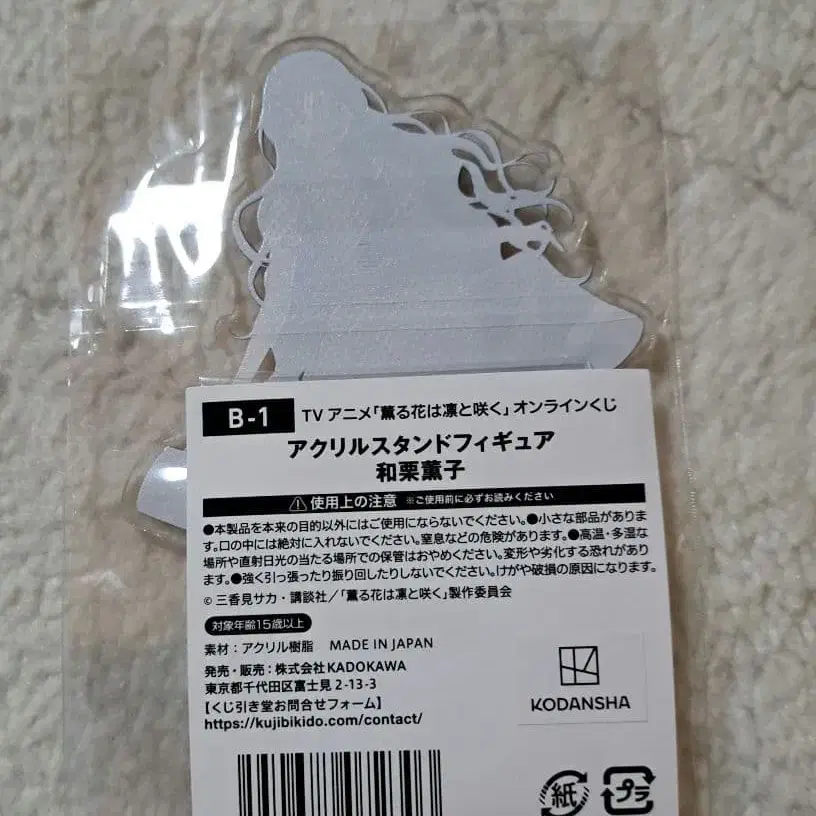 B-1 TVアニメ「薫る花は凛と咲く」オンラインくじ
アクリルスタンドフィギュア
和栗薫子
使用上の注意 ※ご使用前に必ずお読みください
●本製品を本来の目的以外にはご使用にならないでください。●小さな部品がありま
す。口の中には絶対に入れないでください。窒息などの危険があります。●高温・多湿な
場所や直射日光の当たる場所での保管はおやめください。変形や劣化する恐れがあり
ます。●強く引っ張ったり振り回したりしないでください。けがや破損の原因になります。
© 三香見サカ・講談社／「薫る花は凛と咲く」製作委員会
対象年齢15歳以上
素材：アクリル樹脂 MADE IN JAPAN
発売・販売：株式会社KADOKAWA
東京都千代田区富士見 2-13-3
【くじ引き堂お問合せフォーム】
https://kujibikido.com/contact/
KODANSHA
紙
プラ